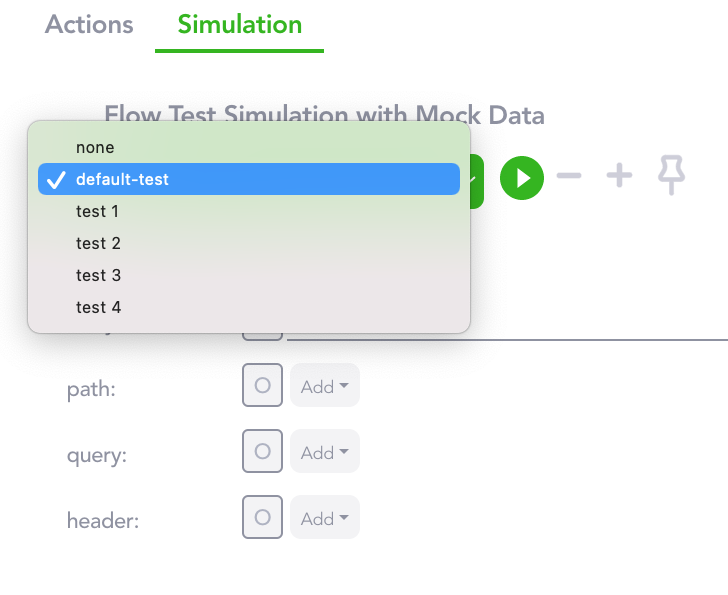 Actions Simulation
Flow Test Simulation with Mock Data
none
default-test
test 1
test 2
test 3
test 4
path: O Add
query: O Add
header: O Add